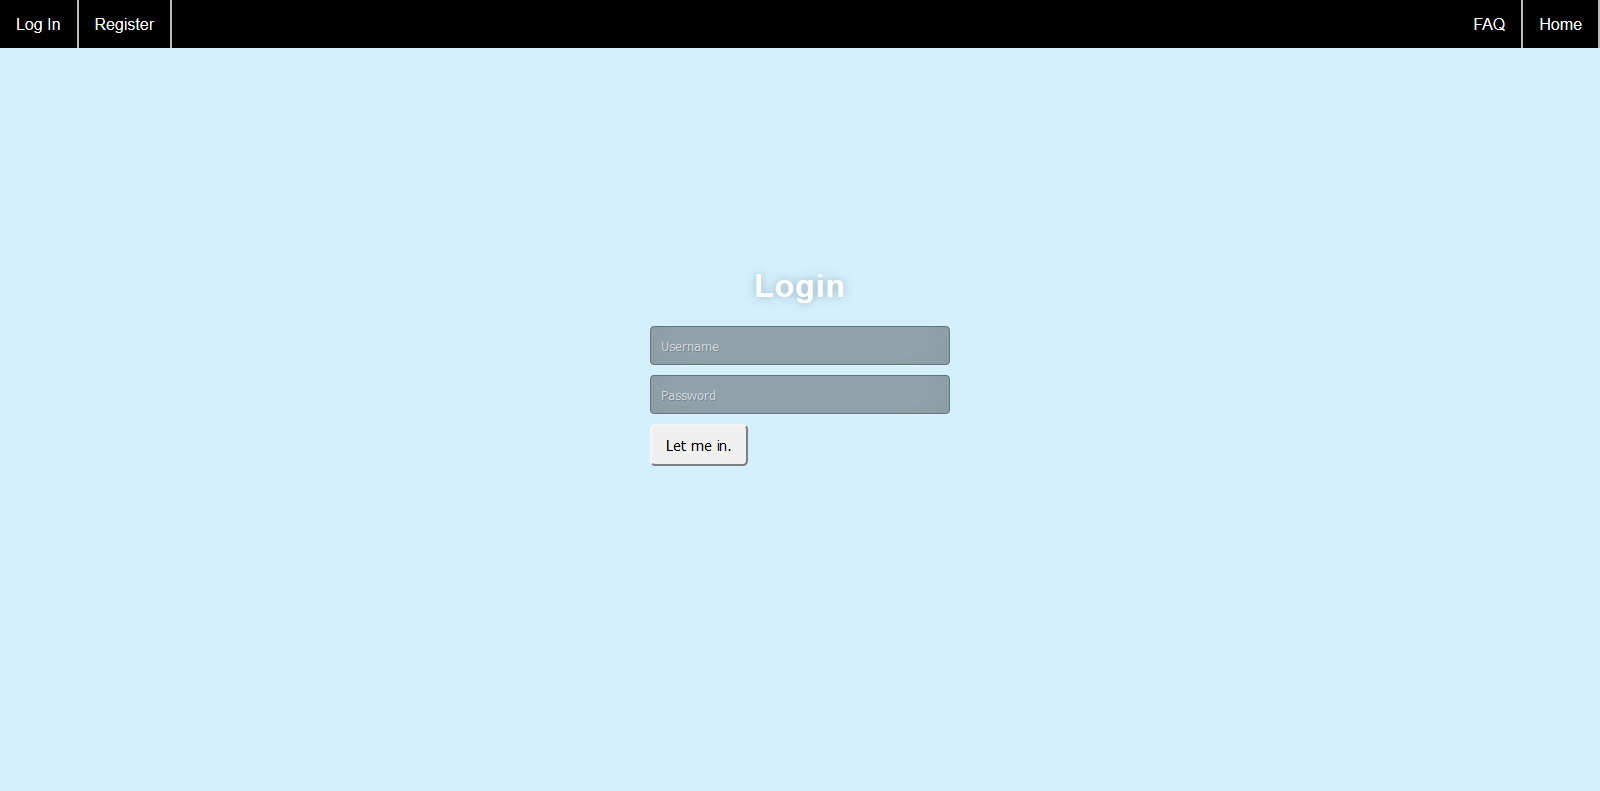 Log In Register FAQ Home
Login
Username
Password
Let me in.